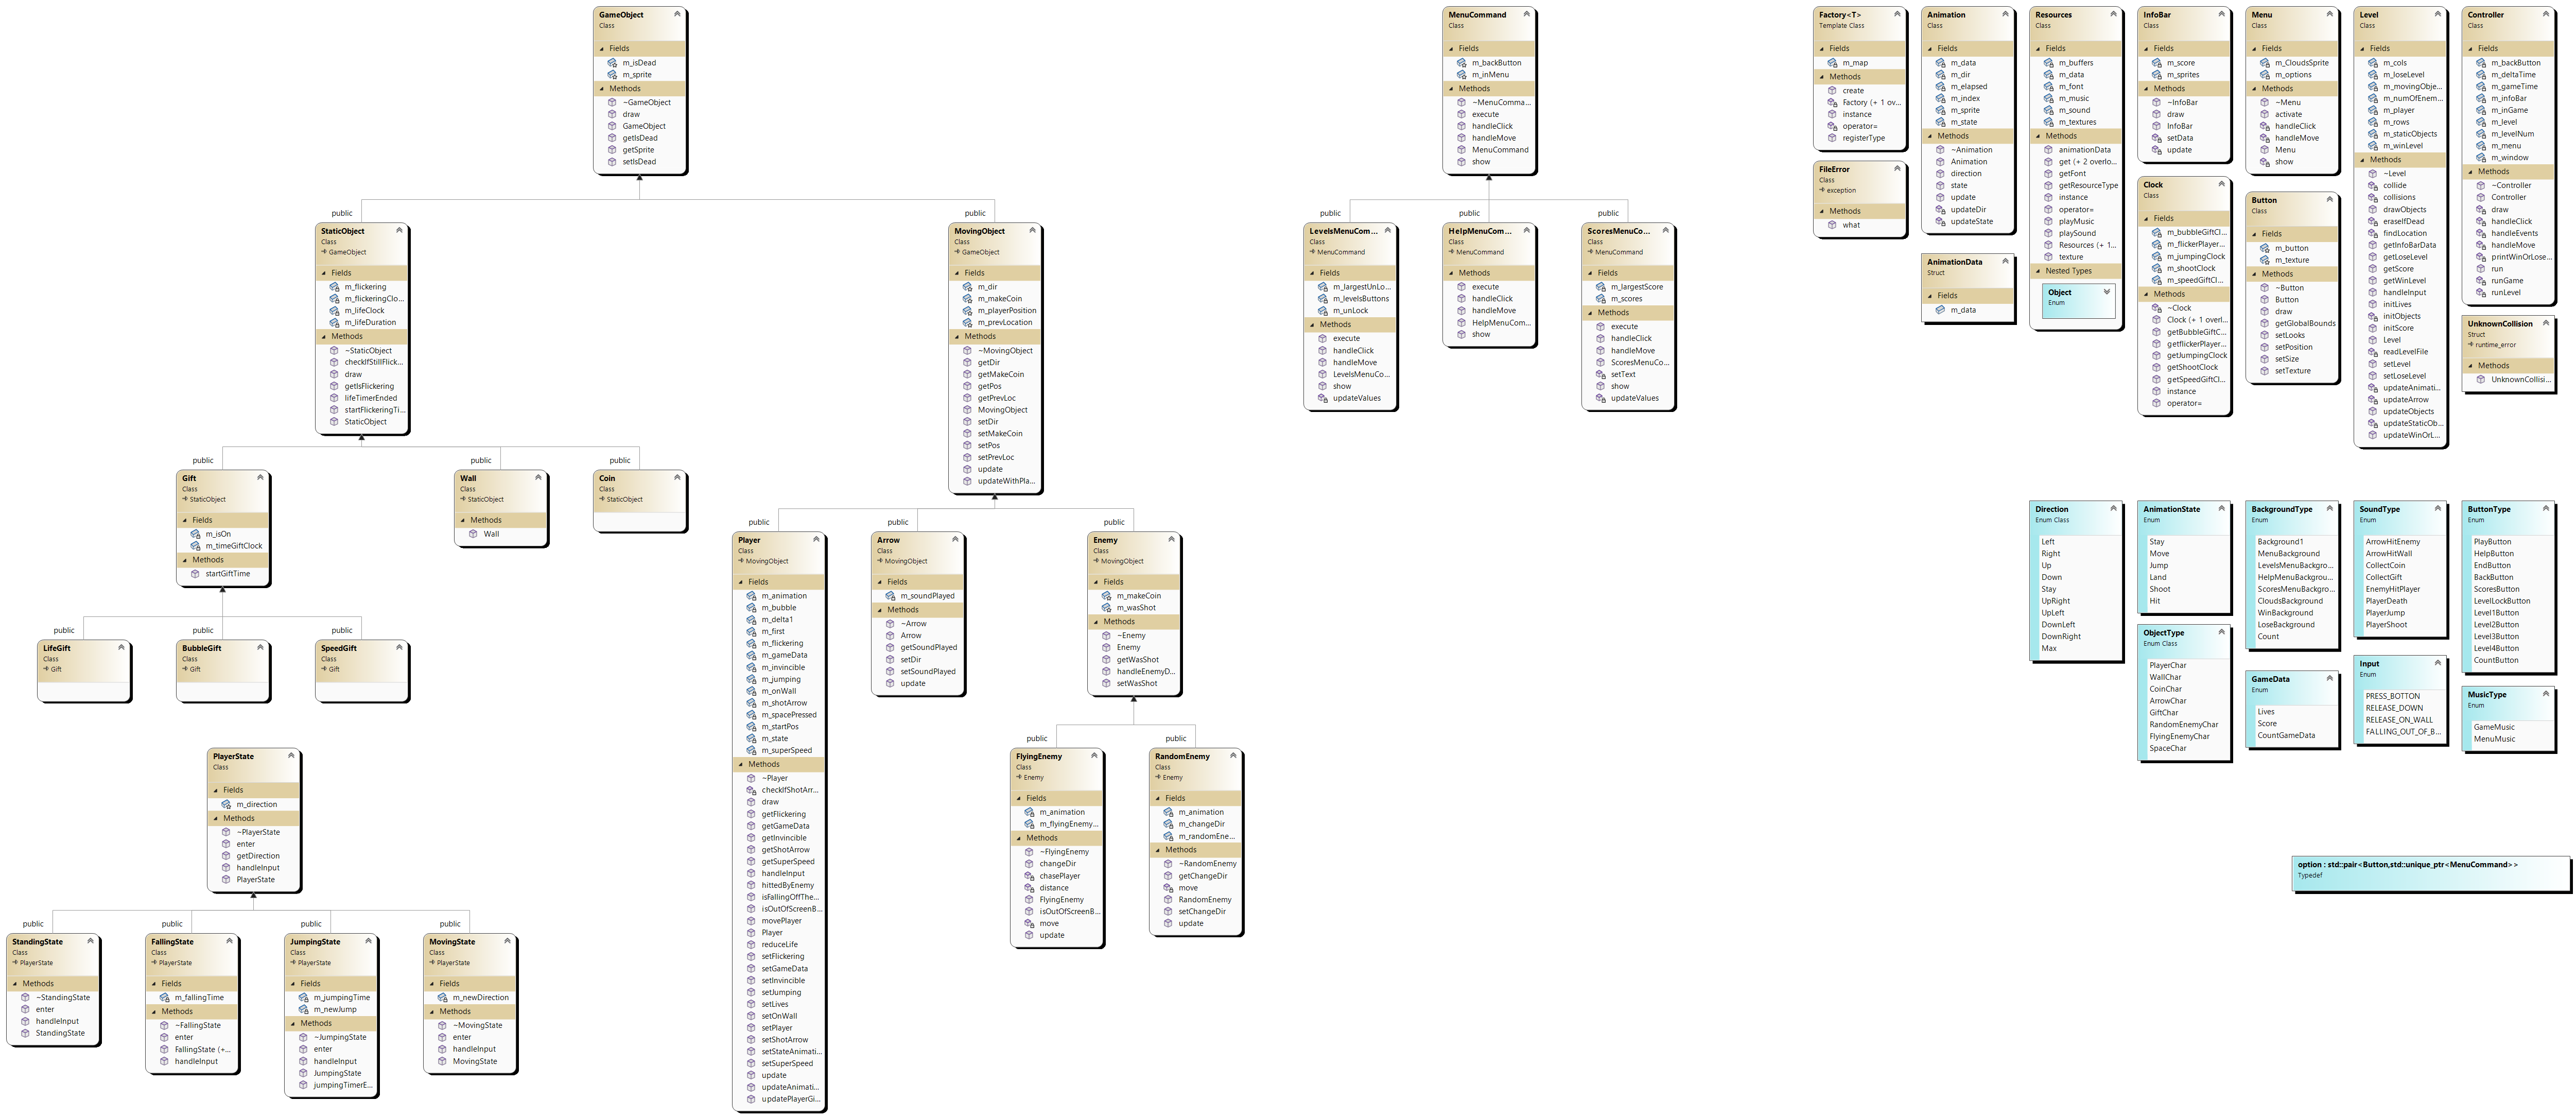 GameObject
Class
Fields
m_isDead
m_sprite
Methods
~GameObject
draw
GameObject
getIsDead
getSprite
setIsDead
public
public
StaticObject
Class
GameObject
Fields
m_flickering
m_flickeringClo...
m_lifeClock
m_lifeDuration
Methods
~StaticObject
checkIfStillFlick...
draw
getIsFlickering
lifeTimerEnded
startFlickeringTi...
StaticObject
MovingObject
Class
GameObject
Fields
m_dir
m_makeCoin
m_playerPosition
m_prevLocation
Methods
~MovingObject
getDir
getMakeCoin
getPos
getPrevLoc
MovingObject
setDir
setMakeCoin
setPos
setPrevLoc
update
updateWithPla...
public
public
public
Gift
Class
StaticObject
Fields
m_isOn
m_timeGiftClock
Methods
startGiftTime
Wall
Class
StaticObject
Methods
Wall
Coin
Class
StaticObject
public
public
public
LifeGift
Class
Gift
BubbleGift
Class
Gift
SpeedGift
Class
Gift
public
public
public
Player
Class
MovingObject
Fields
m_animation
m_bubble
m_delta1
m_first
m_flickering
m_gameData
m_invincible
m_jumping
m_onWall
m_shotArrow
m_spacePressed
m_startPos
m_state
m_superSpeed
Methods
~Player
checkIfShotArr...
draw
getFlickering
getGameData
getInvincible
getShotArrow
getSuperSpeed
handleInput
hittedByEnemy
isFallingOffThe...
isOutOfScreenB...
movePlayer
Player
reduceLife
setFlickering
setGameData
setInvincible
setJumping
setLives
setOnWall
setPlayer
setShotArrow
setStateAnimati...
setSuperSpeed
update
updateAnimati...
updatePlayerGi...
Arrow
Class
MovingObject
Fields
m_soundPlayed
Methods
~Arrow
Arrow
getSoundPlayed
setDir
setSoundPlayed
update
Enemy
Class
MovingObject
Fields
m_makeCoin
m_wasShot
Methods
~Enemy
Enemy
getWasShot
handleEnemyD...
setWasShot
public
public
FlyingEnemy
Class
Enemy
Fields
m_animation
m_flyingEnemy...
Methods
~FlyingEnemy
changeDir
chasePlayer
distance
FlyingEnemy
isOutOfScreenB...
move
update
RandomEnemy
Class
Enemy
Fields
m_animation
m_changeDir
m_randomEne...
Methods
~RandomEnemy
getChangeDir
move
RandomEnemy
setChangeDir
update
PlayerState
Class
Fields
m_direction
Methods
~PlayerState
enter
getDirection
handleInput
PlayerState
public
public
public
public
StandingState
Class
PlayerState
Methods
~StandingState
enter
handleInput
StandingState
FallingState
Class
PlayerState
Fields
m_fallingTime
Methods
~FallingState
enter
FallingState (+...
handleInput
JumpingState
Class
PlayerState
Fields
m_jumpingTime
m_newJump
Methods
~JumpingState
enter
handleInput
JumpingState
jumpingTimerE...
MovingState
Class
PlayerState
Fields
m_newDirection
Methods
~MovingState
enter
handleInput
MovingState
MenuCommand
Class
Fields
m_backButton
m_inMenu
Methods
~MenuComma...
execute
handleClick
handleMove
MenuCommand
show
public
public
public
LevelsMenuCom...
Class
MenuCommand
Fields
m_largestUnLo...
m_levelsButtons
m_unLock
Methods
execute
handleClick
handleMove
LevelsMenuCo...
show
updateValues
HelpMenuCom...
Class
MenuCommand
Methods
execute
handleClick
handleMove
HelpMenuCom...
show
ScoresMenuCo...
Class
MenuCommand
Fields
m_largestScore
m_scores
Methods
execute
handleClick
handleMove
ScoresMenuCo...
setText
show
updateValues
Factory<T>
Template Class
Fields
m_map
Methods
create
Factory (+ 1 ov...
instance
operator=
registerType
FileError
Class
exception
Methods
what
Animation
Class
Fields
m_data
m_dir
m_elapsed
m_index
m_sprite
m_state
Methods
~Animation
Animation
direction
state
update
updateDir
updateState
AnimationData
Struct
Fields
m_data
Resources
Class
Fields
m_buffers
m_data
m_font
m_music
m_sound
m_textures
Methods
animationData
get (+ 2 overlo...
getFont
getResourceType
instance
operator=
playMusic
playSound
Resources (+ 1...
texture
Nested Types
Object
Enum
InfoBar
Class
Fields
m_score
m_sprites
Methods
~InfoBar
draw
InfoBar
setData
update
Clock
Class
Fields
m_bubbleGiftCl...
m_flickerPlayer...
m_jumpingClock
m_shootClock
m_speedGiftCl...
Methods
~Clock
Clock (+ 1 overl...
getBubbleGiftC...
getflickerPlayer...
getJumpingClock
getShootClock
getSpeedGiftCl...
instance
operator=
Menu
Class
Fields
m_CloudsSprite
m_options
Methods
~Menu
activate
handleClick
handleMove
Menu
show
Button
Class
Fields
m_button
m_texture
Methods
~Button
Button
draw
getGlobalBounds
setLooks
setPosition
setSize
setTexture
Level
Class
Fields
m_cols
m_loseLevel
m_movingObje...
m_numOfEnem...
m_player
m_rows
m_staticObjects
m_winLevel
Methods
~Level
collide
collisions
drawObjects
eraseIfDead
findLocation
getInfoBarData
getLoseLevel
getScore
getWinLevel
handleInput
initLives
initObjects
initScore
Level
readLevelFile
setLevel
setLoseLevel
updateAnimati...
updateArrow
updateObjects
updateStaticOb...
updateWinOrL...
Controller
Class
Fields
m_backButton
m_deltaTime
m_gameTime
m_infoBar
m_inGame
m_level
m_levelNum
m_menu
m_window
Methods
~Controller
Controller
draw
handleClick
handleEvents
handleMove
printWinOrLose...
run
runGame
runLevel
UnknownCollision
Struct
runtime_error
Methods
UnknownCollisi...
Direction
Enum Class
Left
Right
Up
Down
Stay
UpRight
UpLeft
DownLeft
DownRight
Max
AnimationState
Enum
Stay
Move
Jump
Land
Shoot
Hit
ObjectType
Enum Class
PlayerChar
WallChar
CoinChar
ArrowChar
GiftChar
RandomEnemyChar
FlyingEnemyChar
SpaceChar
BackgroundType
Enum
Background1
MenuBackground
LevelsMenuBackgro...
HelpMenuBackgrou...
ScoresMenuBackgro...
CloudsBackground
WinBackground
LoseBackground
Count
GameData
Enum
Lives
Score
CountGameData
SoundType
Enum
ArrowHitEnemy
ArrowHitWall
CollectCoin
CollectGift
EnemyHitPlayer
PlayerDeath
PlayerJump
PlayerShoot
Input
Enum
PRESS_BOTTON
RELEASE_DOWN
RELEASE_ON_WALL
FALLING_OUT_OF_B...
ButtonType
Enum
PlayButton
HelpButton
EndButton
BackButton
ScoresButton
LevelLockButton
Level1Button
Level2Button
Level3Button
Level4Button
CountButton
MusicType
Enum
GameMusic
MenuMusic
option : std::pair<Button,std::unique_ptr<MenuCommand>>
Typedef